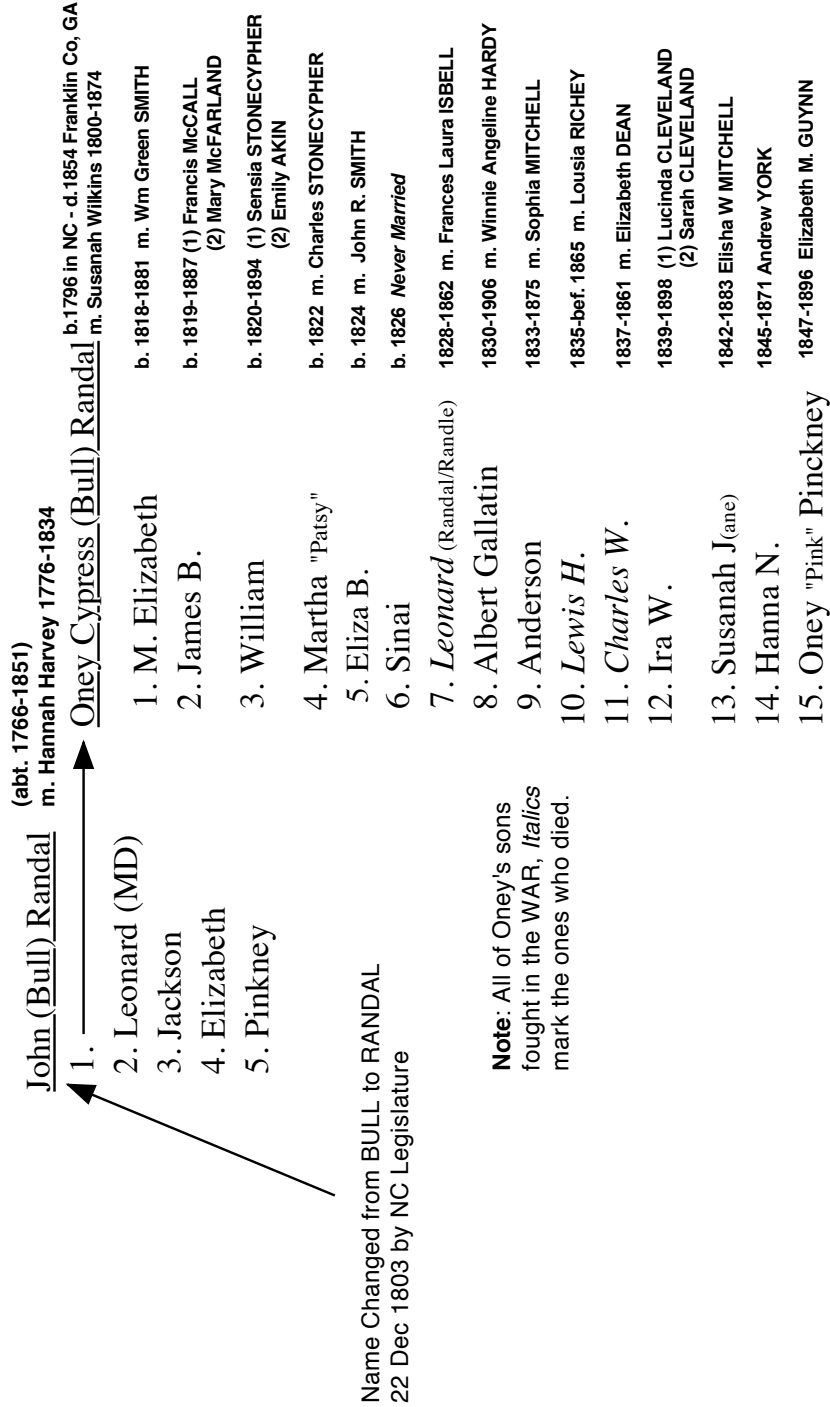 John (Bull) Randal
(abt. 1766-1851)
m. Hannah Harvey 1776-1834
1.
2. Leonard (MD)
3. Jackson
4. Elizabeth
5. Pinkney
Name Changed from BULL to RANDAL
22 Dec 1803 by NC Legislature
Note: All of Oney's sons
fought in the WAR, Italics
mark the ones who died.
Oney Cypress (Bull) Randal
b.1796 in NC - d.1854 Franklin Co, GA
m. Susanah Wilkins 1800-1874
1. M. Elizabeth b. 1818-1881 m. Wm Green SMITH
2. James B. b. 1819-1887 (1) Francis McCALL
(2) Mary McFARLAND
3. William b. 1820-1894 (1) Sensia STONECYPHER
(2) Emily AKIN
4. Martha "Patsy" b. 1822 m. Charles STONECYPHER
5. Eliza B. b. 1824 m. John R. SMITH
6. Sinai b. 1826 Never Married
7. Leonard (Randal/Randle) 1828-1862 m. Frances Laura ISBELL
8. Albert Gallatin 1830-1906 m. Winnie Angeline HARDY
9. Anderson 1833-1875 m. Sophia MITCHELL
10. Lewis H. 1835-bef. 1865 m. Lousia RICHEY
11. Charles W. 1837-1861 m. Elizabeth DEAN
12. Ira W. 1839-1898 (1) Lucinda CLEVELAND
(2) Sarah CLEVELAND
13. Susanah J(ane) 1842-1883 Elisha W MITCHELL
14. Hanna N. 1845-1871 Andrew YORK
15. Oney "Pink" Pinckney 1847-1896 Elizabeth M. GUYNN